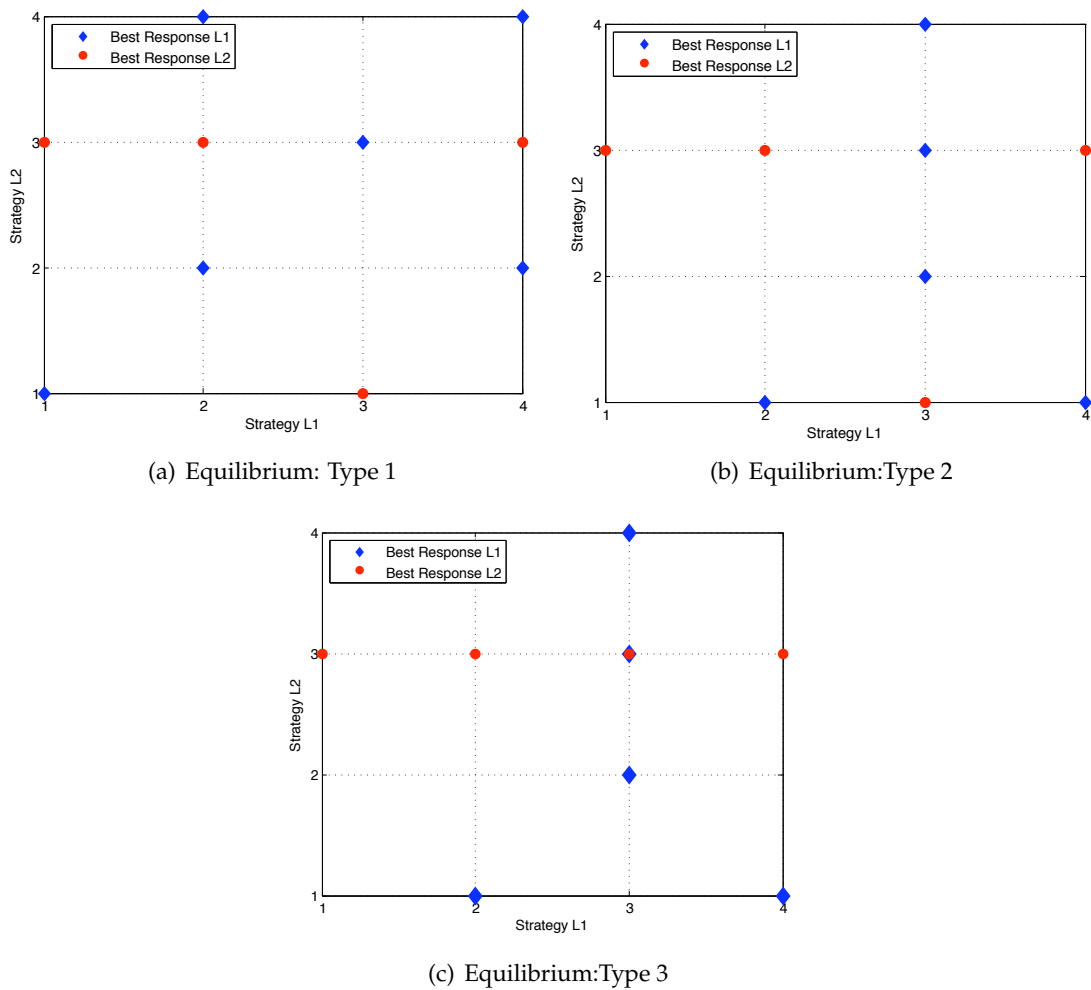 4
Best Response L1
Best Response L2
3
Strategy L2
2
1
1 2 3 4
Strategy L1
(a) Equilibrium: Type 1
4
Best Response L1
Best Response L2
3
Strategy L2
2
1
1 2 3 4
Strategy L1
(b) Equilibrium:Type 2
4
Best Response L1
Best Response L2
3
Strategy L2
2
1
1 2 3 4
Strategy L1
(c) Equilibrium:Type 3